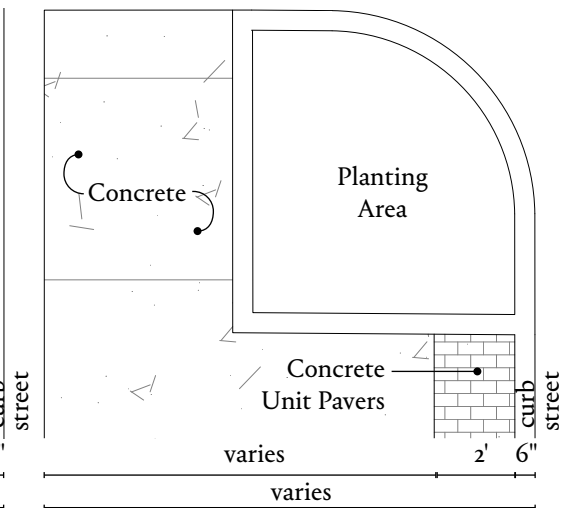 Planting
Area
Concrete
Concrete
Unit Pavers
curb
street
curb
street
varies
2'
6"
varies